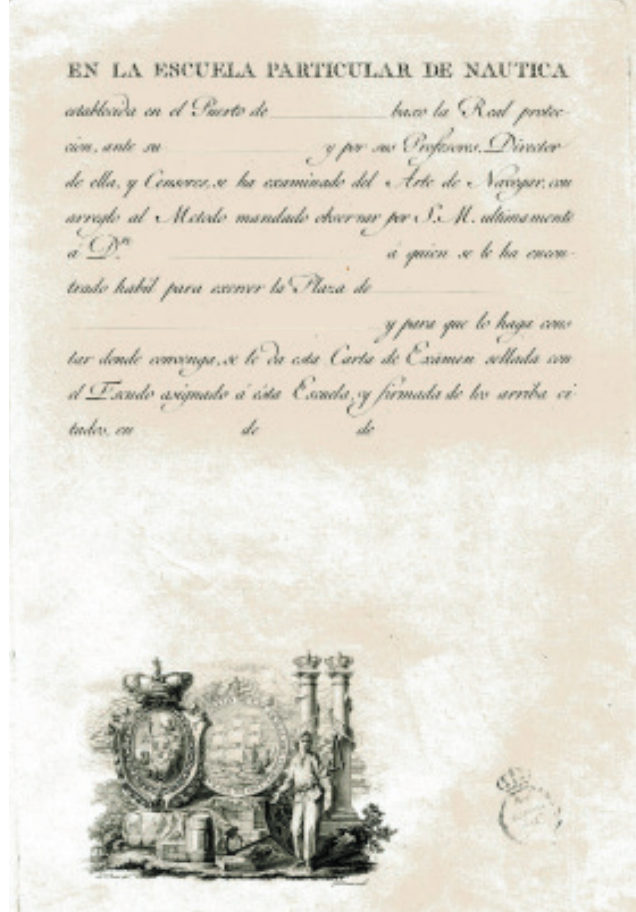 EN LA ESCUELA PARTICULAR DE NAUTICA
establecida en el Puerto de baxo la Real protec-
cion, ante su y por sus Profesores, Director
de ella, y Censores, se ha examinado del Arte de Navegar, con
arreglo al Metodo mandado observar por S. M. ultimamente
á D.ⁿ á quien se le ha encon-
trado habil para exercer la Plaza de
y para que lo haga cons
tar donde convenga, se le da esta Carta de Exámen sellada con
el Escudo asignado á ésta Escuela, y firmada de los arriba ci-
tados, en de de